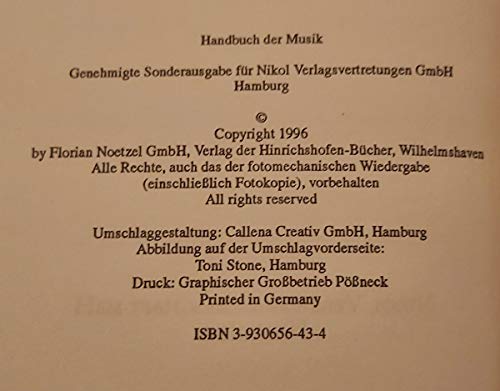 Handbuch der Musik
Genehmigte Sonderausgabe für Nikol Verlagsvertretungen GmbH
Hamburg
©
Copyright 1996
by Florian Noetzel GmbH, Verlag der Hinrichshofen-Bücher, Wilhelmshaven
Alle Rechte, auch das der fotomechanischen Wiedergabe
(einschließlich Fotokopie), vorbehalten
All rights reserved
Umschlaggestaltung: Callena Creativ GmbH, Hamburg
Abbildung auf der Umschlagvorderseite:
Toni Stone, Hamburg
Druck: Graphischer Großbetrieb Pößneck
Printed in Germany
ISBN 3-930656-43-4